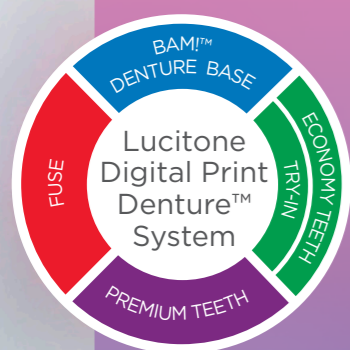 BAM!™
DENTURE BASE
ECONOMY TEETH
TRY-IN
PREMIUM TEETH
FUSE
Lucitone
Digital Print
Denture™
System